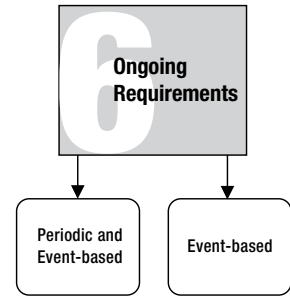 6
Ongoing
Requirements
Periodic and
Event-based
Event-based